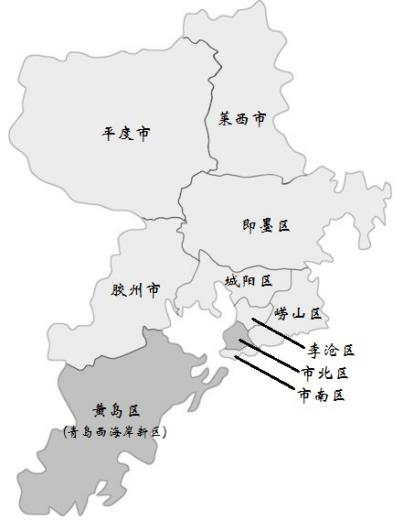 莱西市
平度市
即墨区
城阳区
胶州市
崂山区
李沧区
市北区
市南区
黄岛区
(青岛西海岸新区)